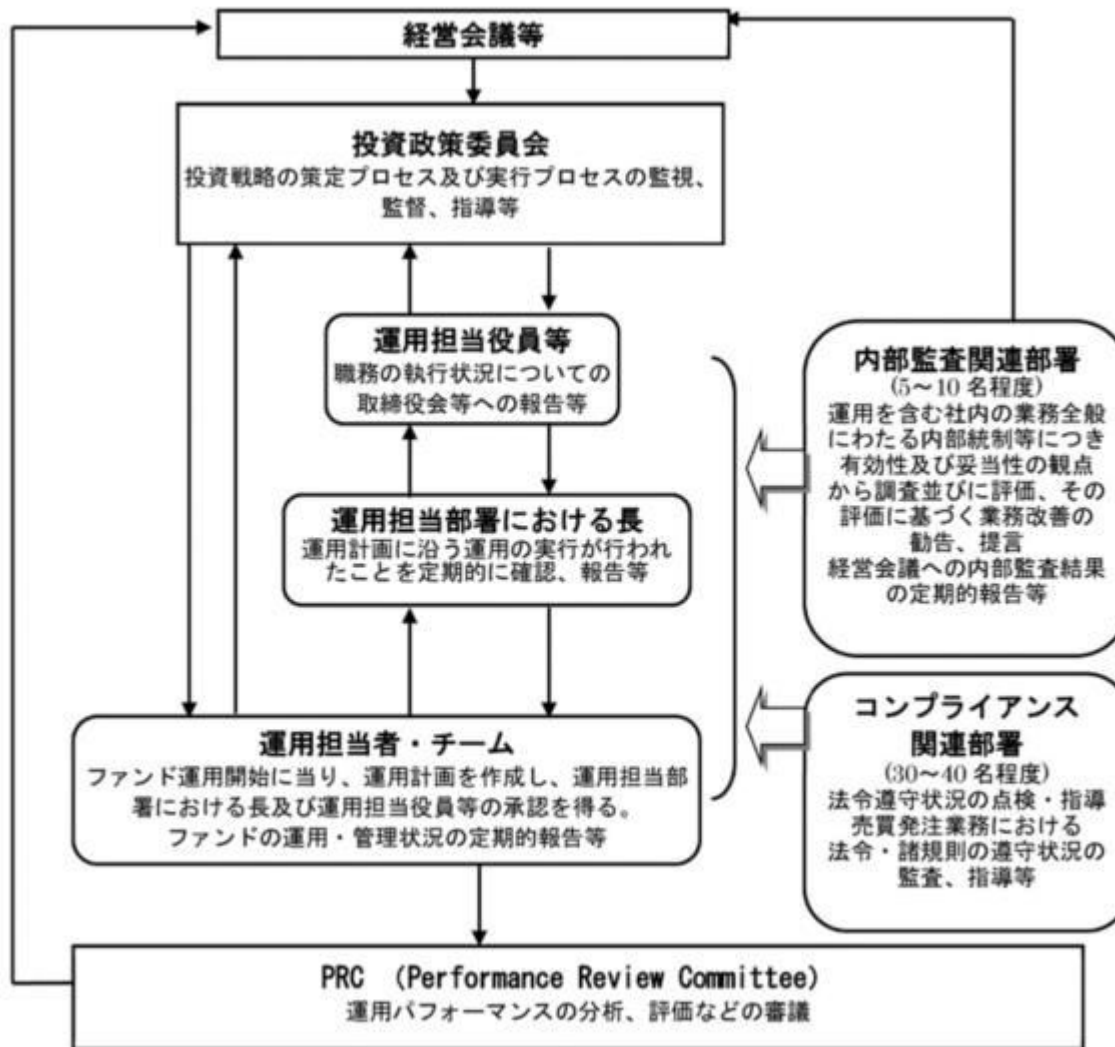 経営会議等
投資政策委員会
投資戦略の策定プロセス及び実行プロセスの監視、
監督、指導等
運用担当役員等
職務の執行状況についての
取締役会等への報告等
運用担当部署における長
運用計画に沿う運用の実行が行われ
たことを定期的に確認、報告等
運用担当者・チーム
ファンド運用開始に当り、運用計画を作成し、運用担当部
署における長及び運用担当役員等の承認を得る。
ファンドの運用・管理状況の定期的報告等
内部監査関連部署
(5～10 名程度)
運用を含む社内の業務全般
にわたる内部統制等につき
有効性及び妥当性の観点
から調査並びに評価、その
評価に基づく業務改善の
勧告、提言
経営会議への内部監査結果
の定期的報告等
コンプライアンス
関連部署
(30～40 名程度)
法令遵守状況の点検・指導
売買発注業務における
法令・諸規則の遵守状況の
監査、指導等
PRC （Performance Review Committee）
運用パフォーマンスの分析、評価などの審議